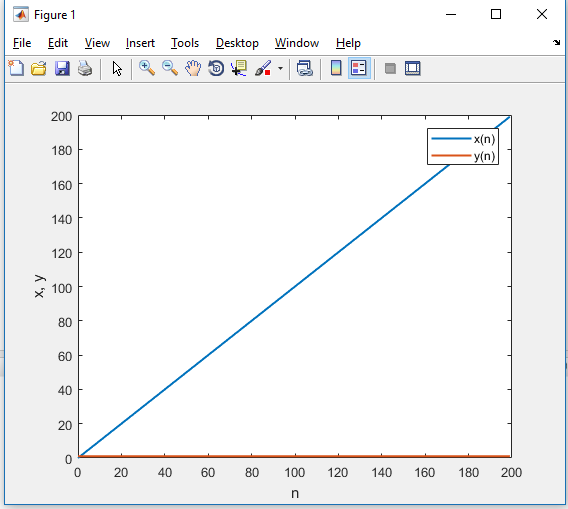 Figure 1
File Edit View Insert Tools Desktop Window Help
200
180
160
140
120
100
80
60
40
20
0
x, y
x(n)
y(n)
0 20 40 60 80 100 120 140 160 180 200
n